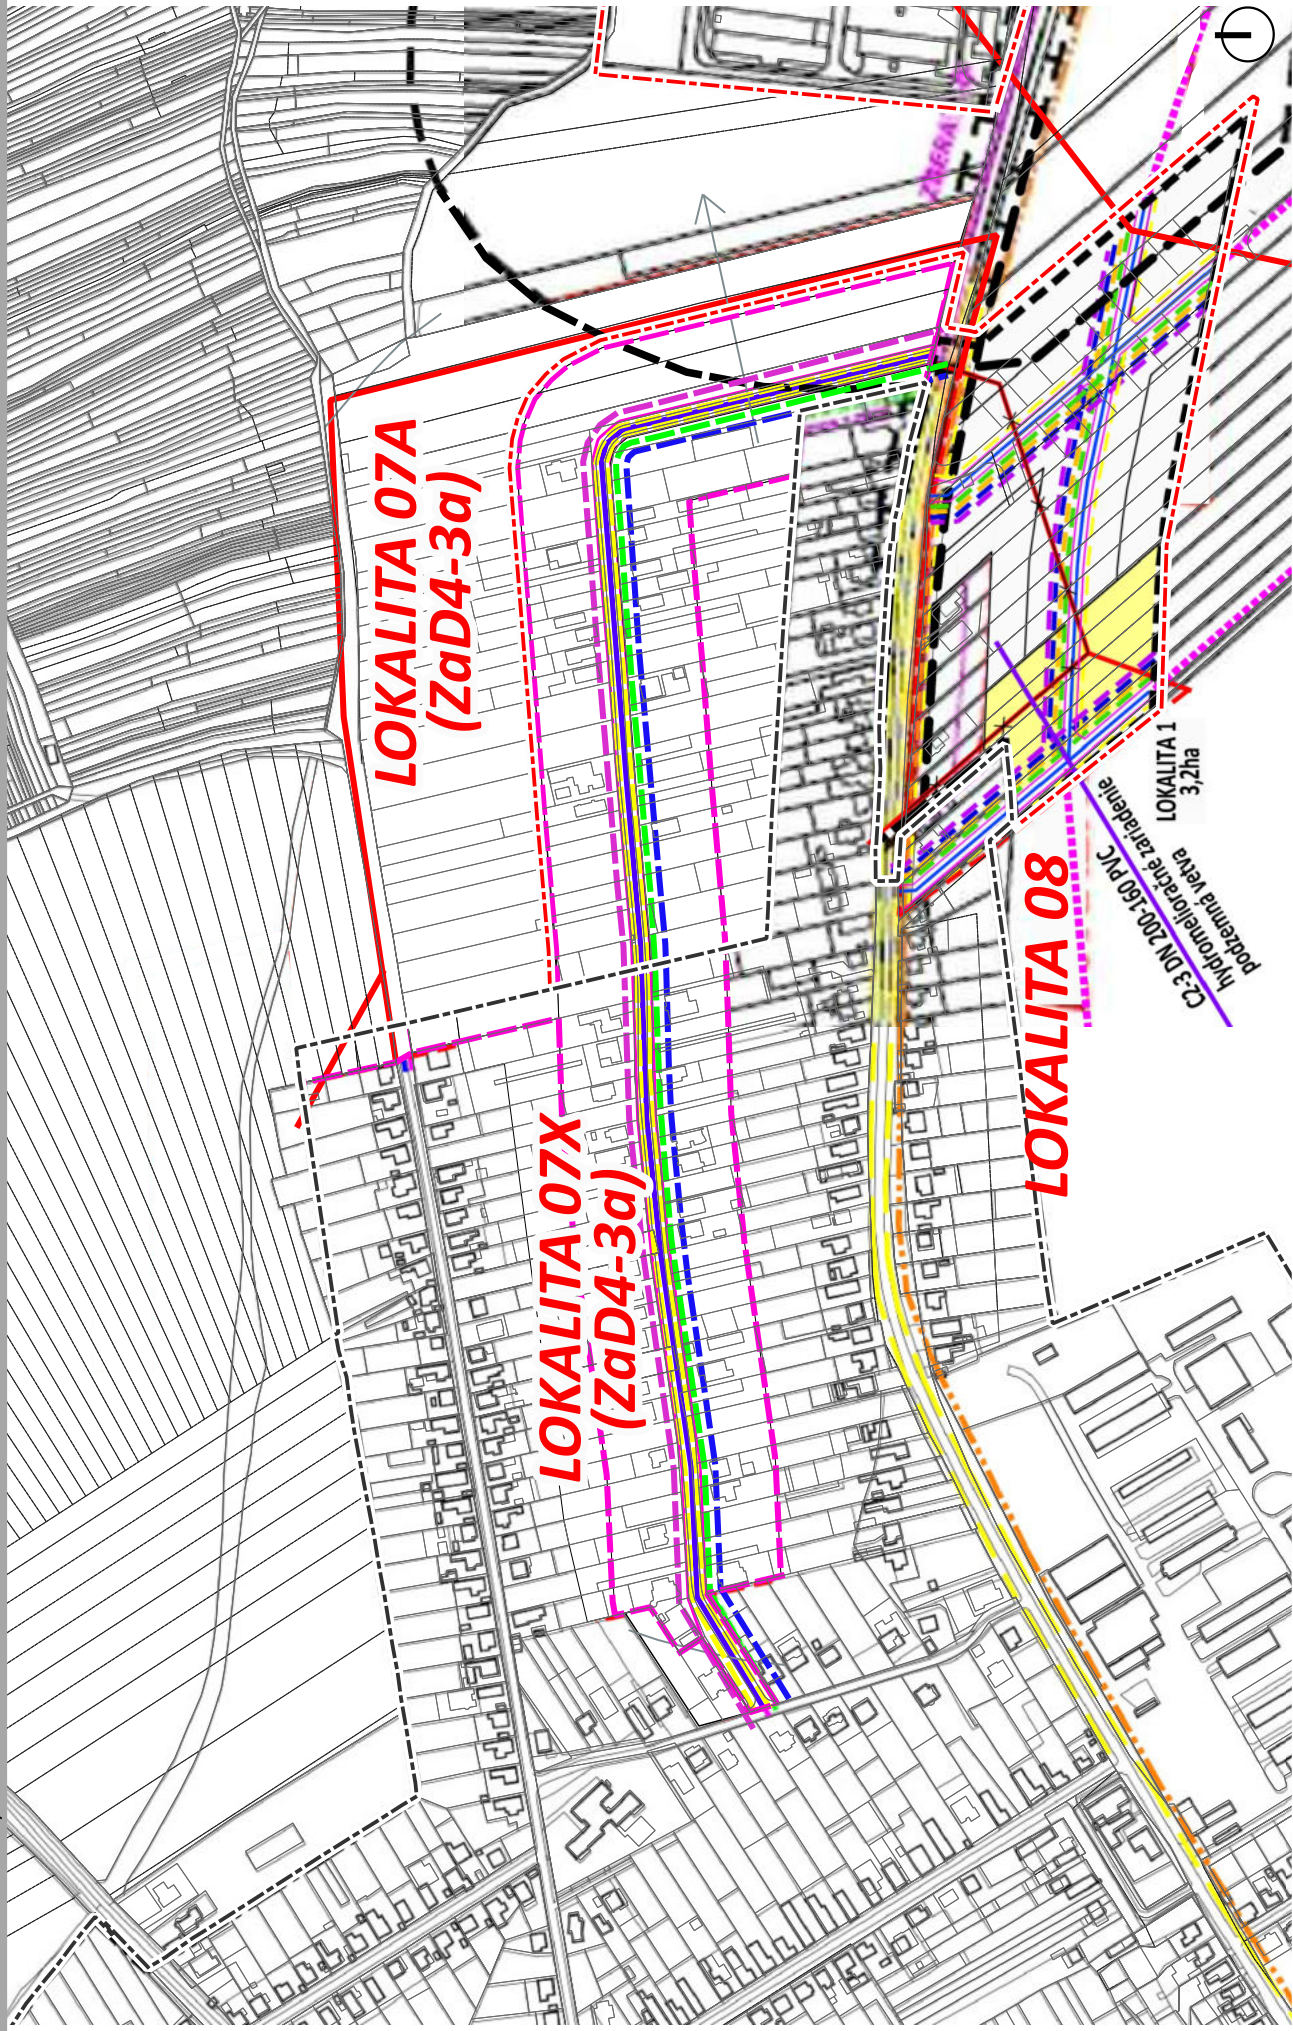 LOKALITA 07A
(ZaD4-3a)
LOKALITA 07X
(ZaD4-3a)
LOKALITA 08
LOKALITA 1
3,2ha
C2-3 DN 200-160 PVC
hydromelioračné zariadenie
podzemná vetva
ZBERA